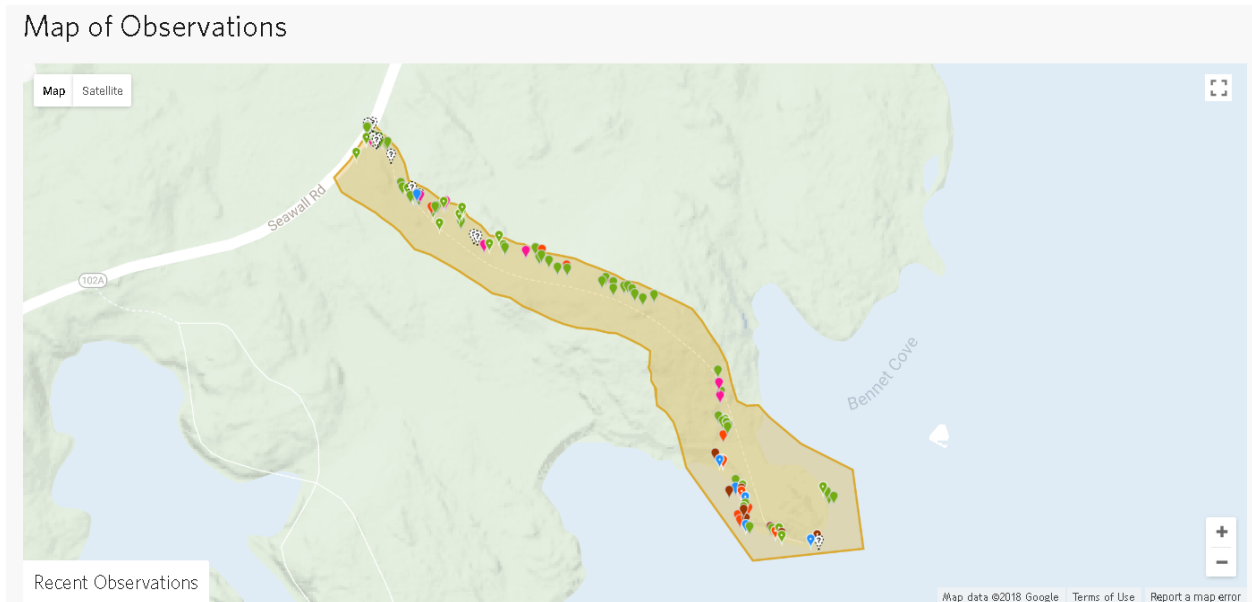 Map of Observations
Map Satellite
Seawall Rd
102A
Bennet Cove
Recent Observations
+
−
Map data ©2018 Google Terms of Use Report a map error